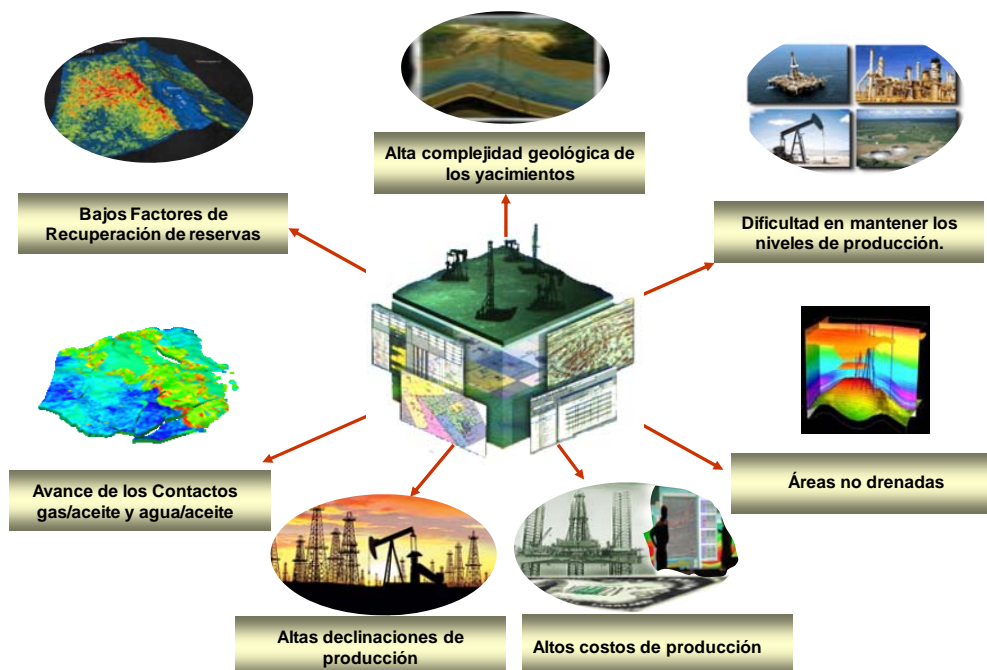 Alta complejidad geológica de
los yacimientos
Bajos Factores de
Recuperación de reservas
Dificultad en mantener los
niveles de producción.
Avance de los Contactos
gas/aceite y agua/aceite
Áreas no drenadas
Altas declinaciones de
producción
Altos costos de producción